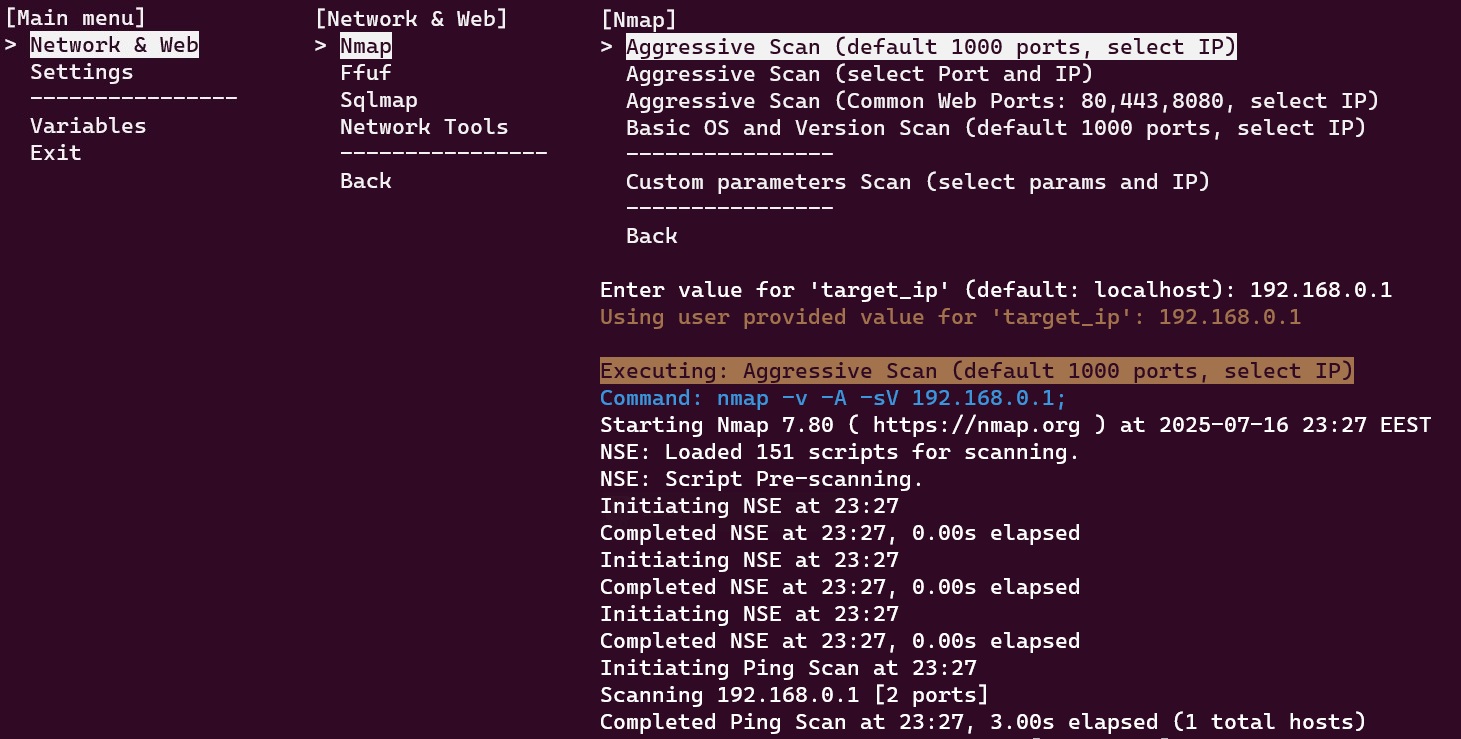 [Main menu]
> Network & Web
Settings
----------------
Variables
Exit
[Network & Web]
> Nmap
Ffuf
Sqlmap
Network Tools
----------------
Back
[Nmap]
> Aggressive Scan (default 1000 ports, select IP)
Aggressive Scan (select Port and IP)
Aggressive Scan (Common Web Ports: 80,443,8080, select IP)
Basic OS and Version Scan (default 1000 ports, select IP)
----------------
Custom parameters Scan (select params and IP)
----------------
Back
Enter value for 'target_ip' (default: localhost): 192.168.0.1
Using user provided value for 'target_ip': 192.168.0.1
Executing: Aggressive Scan (default 1000 ports, select IP)
Command: nmap -v -A -sV 192.168.0.1;
Starting Nmap 7.80 ( https://nmap.org ) at 2025-07-16 23:27 EEST
NSE: Loaded 151 scripts for scanning.
NSE: Script Pre-scanning.
Initiating NSE at 23:27
Completed NSE at 23:27, 0.00s elapsed
Initiating NSE at 23:27
Completed NSE at 23:27, 0.00s elapsed
Initiating NSE at 23:27
Completed NSE at 23:27, 0.00s elapsed
Initiating Ping Scan at 23:27
Scanning 192.168.0.1 [2 ports]
Completed Ping Scan at 23:27, 3.00s elapsed (1 total hosts)